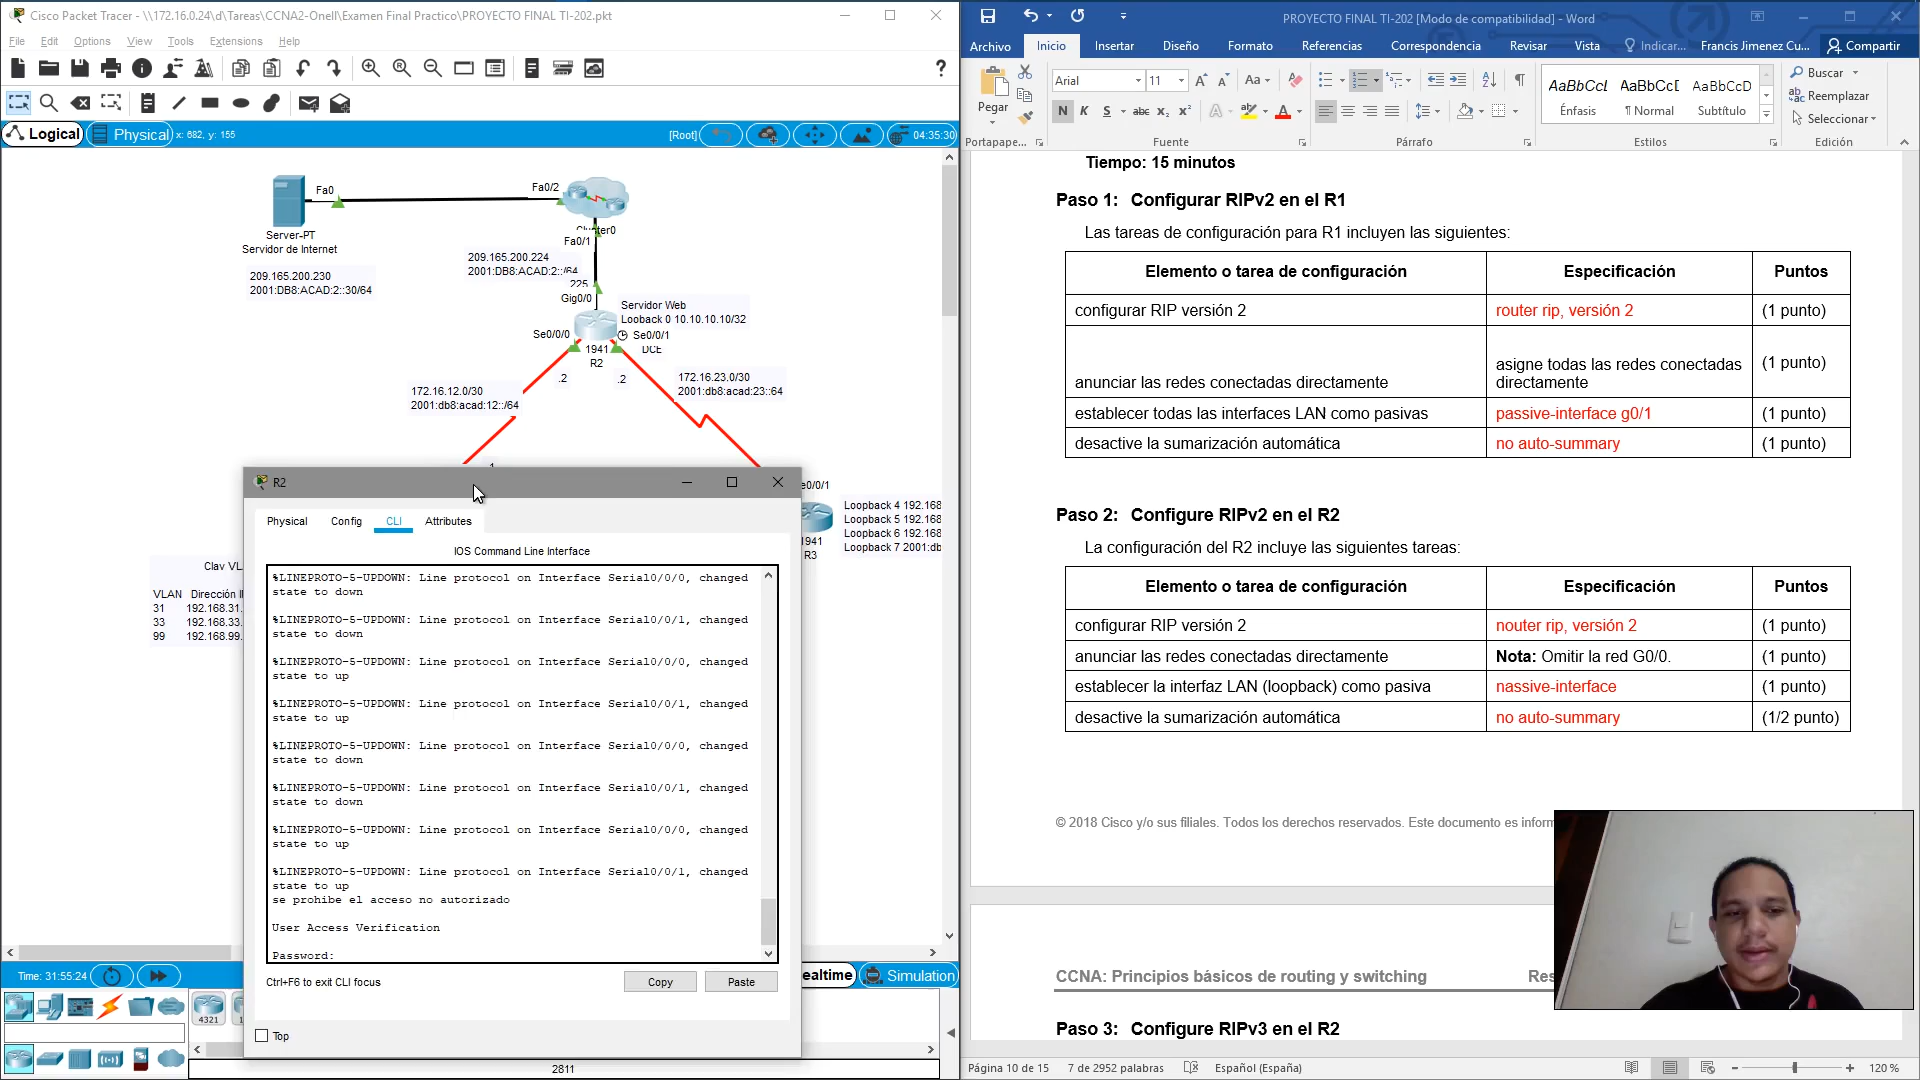 Cisco Packet Tracer - \\172.16.0.24\d\Tareas\CCNA2-Onell\Examen Final Practico\PROYECTO FINAL TI-202.pkt
File Edit Options View Tools Extensions Help
?
Logical Physical x: 682, y: 155 [Root] 04:35:30
Fa0 Fa0/2
Server-PT
Servidor de Internet
Cluster0
Fa0/1
209.165.200.230
2001:DB8:ACAD:2::30/64
209.165.200.224
2001:DB8:ACAD:2::/64
225
Gig0/0
Servidor Web
Looback 0 10.10.10.10/32
Se0/0/0 Se0/0/1
1941 DCE
R2
.2 .2
172.16.12.0/30
2001:db8:acad:12::/64
172.16.23.0/30
2001:db8:acad:23::/64
e0/0/1
1941
R3
Loopback 4 192.168
Loopback 5 192.168
Loopback 6 192.168
Loopback 7 2001:db
Clav VL
VLAN Dirección I
31 192.168.31.
33 192.168.33.
99 192.168.99.
R2
Physical Config CLI Attributes
IOS Command Line Interface
%LINEPROTO-5-UPDOWN: Line protocol on Interface Serial0/0/0, changed
state to down
%LINEPROTO-5-UPDOWN: Line protocol on Interface Serial0/0/1, changed
state to down
%LINEPROTO-5-UPDOWN: Line protocol on Interface Serial0/0/0, changed
state to up
%LINEPROTO-5-UPDOWN: Line protocol on Interface Serial0/0/1, changed
state to up
%LINEPROTO-5-UPDOWN: Line protocol on Interface Serial0/0/0, changed
state to down
%LINEPROTO-5-UPDOWN: Line protocol on Interface Serial0/0/1, changed
state to down
%LINEPROTO-5-UPDOWN: Line protocol on Interface Serial0/0/0, changed
state to up
%LINEPROTO-5-UPDOWN: Line protocol on Interface Serial0/0/1, changed
state to up
se prohibe el acceso no autorizado
User Access Verification
Password:
Ctrl+F6 to exit CLI focus Copy Paste
Top
Time: 31:55:24 ealtime Simulation
4321
2811
PROYECTO FINAL TI-202 [Modo de compatibilidad] - Word
Archivo Inicio Insertar Diseño Formato Referencias Correspondencia Revisar Vista Indicar... Francis Jimenez Cu... Compartir
Pegar
Arial 11 Aa
N K S abc x₂ x²
AaBbCcI AaBbCcI AaBbCcD
Énfasis ¶ Normal Subtítulo
Buscar
Reemplazar
Seleccionar
Portapape... Fuente Párrafo Estilos Edición
Tiempo: 15 minutos
Paso 1: Configurar RIPv2 en el R1
Las tareas de configuración para R1 incluyen las siguientes:
Elemento o tarea de configuración Especificación Puntos
configurar RIP versión 2 router rip, versión 2 (1 punto)
anunciar las redes conectadas directamente asigne todas las redes conectadas directamente (1 punto)
establecer todas las interfaces LAN como pasivas passive-interface g0/1 (1 punto)
desactive la sumarización automática no auto-summary (1 punto)
Paso 2: Configure RIPv2 en el R2
La configuración del R2 incluye las siguientes tareas:
Elemento o tarea de configuración Especificación Puntos
configurar RIP versión 2 nouter rip, versión 2 (1 punto)
anunciar las redes conectadas directamente Nota: Omitir la red G0/0. (1 punto)
establecer la interfaz LAN (loopback) como pasiva nassive-interface (1 punto)
desactive la sumarización automática no auto-summary (1/2 punto)
© 2018 Cisco y/o sus filiales. Todos los derechos reservados. Este documento es inform
CCNA: Principios básicos de routing y switching Res
Paso 3: Configure RIPv3 en el R2
Página 10 de 15 7 de 2952 palabras Español (España) 120 %